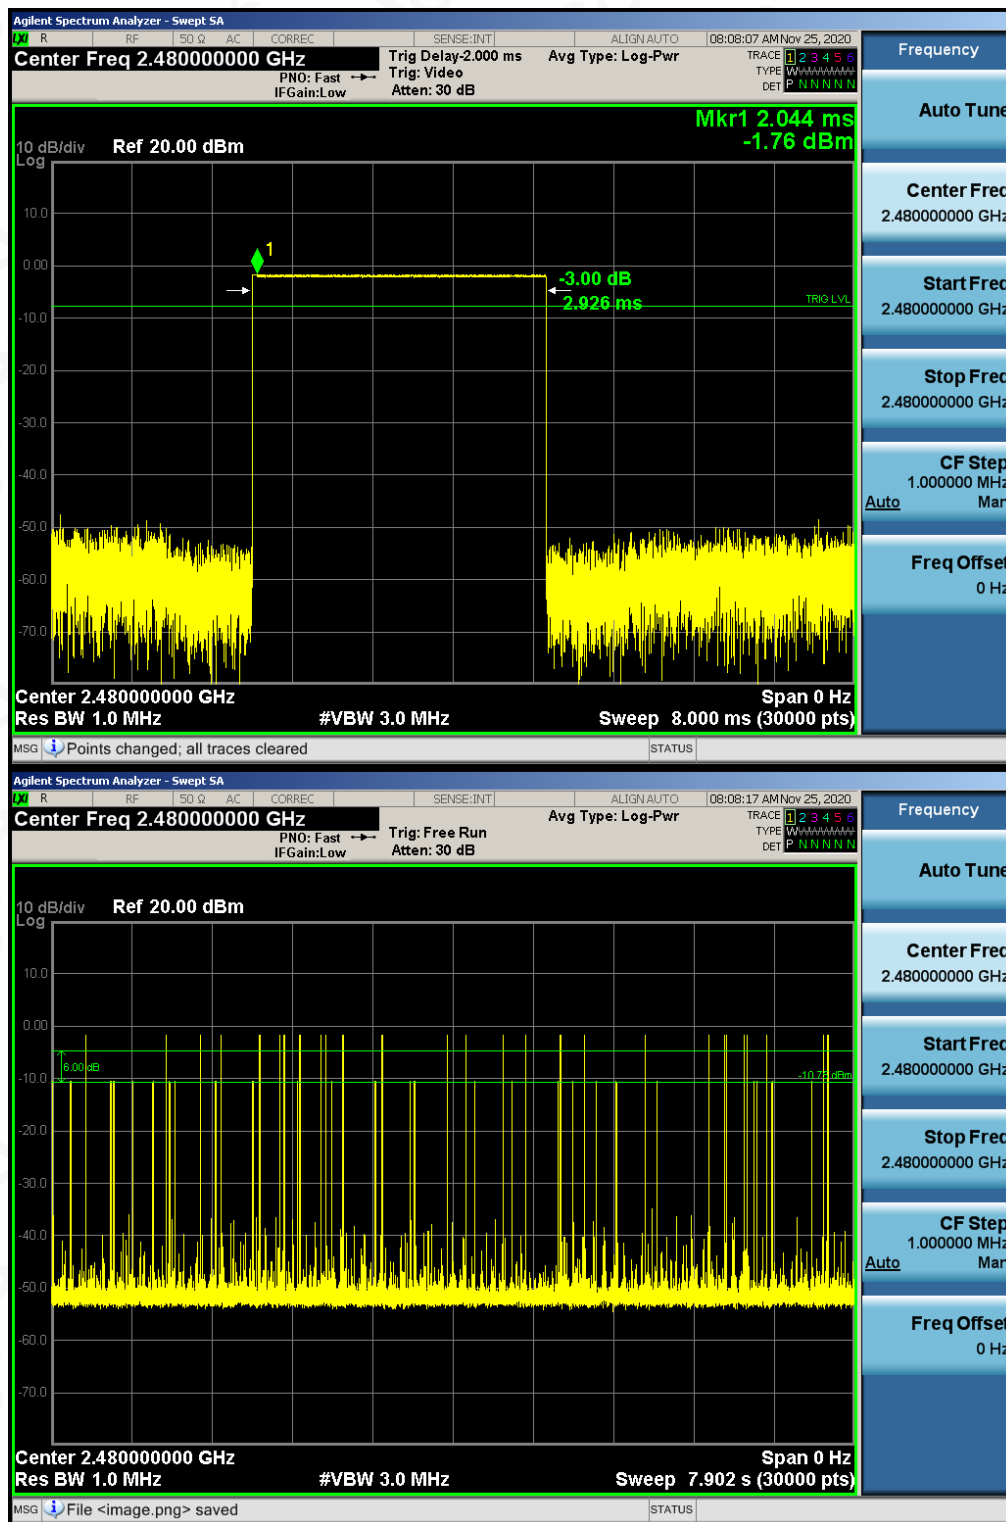 Agilent Spectrum Analyzer - Swept SA
LXI R RF 50 Ω AC CORREC SENSE:INT ALIGN AUTO 08:08:07 AM Nov 25, 2020
Center Freq 2.480000000 GHz
Trig Delay-2.000 ms Avg Type: Log-Pwr TRACE 1 2 3 4 5 6
PNO: Fast Trig: Video TYPE W
IFGain:Low Atten: 30 dB DET P N N N N N
Frequency
Mkr1 2.044 ms
-1.76 dBm
10 dB/div Ref 20.00 dBm
Log
10.0
0.00
-10.0
-20.0
-30.0
-40.0
-50.0
-60.0
-70.0
1
-3.00 dB
2.926 ms
TRIG LVL
Center 2.480000000 GHz Span 0 Hz
Res BW 1.0 MHz #VBW 3.0 MHz Sweep 8.000 ms (30000 pts)
MSG Points changed; all traces cleared STATUS
Auto Tune
Center Freq
2.480000000 GHz
Start Freq
2.480000000 GHz
Stop Freq
2.480000000 GHz
CF Step
1.000000 MHz
Auto Man
Freq Offset
0 Hz
Agilent Spectrum Analyzer - Swept SA
LXI R RF 50 Ω AC CORREC SENSE:INT ALIGN AUTO 08:08:17 AM Nov 25, 2020
Center Freq 2.480000000 GHz
Avg Type: Log-Pwr TRACE 1 2 3 4 5 6
PNO: Fast Trig: Free Run TYPE W
IFGain:Low Atten: 30 dB DET P N N N N N
Frequency
10 dB/div Ref 20.00 dBm
Log
10.0
0.00
-10.0
-20.0
-30.0
-40.0
-50.0
-60.0
-70.0
6.00 dB
dBm
Center 2.480000000 GHz Span 0 Hz
Res BW 1.0 MHz #VBW 3.0 MHz Sweep 7.902 s (30000 pts)
MSG File <image.png> saved STATUS
Auto Tune
Center Freq
2.480000000 GHz
Start Freq
2.480000000 GHz
Stop Freq
2.480000000 GHz
CF Step
1.000000 MHz
Auto Man
Freq Offset
0 Hz